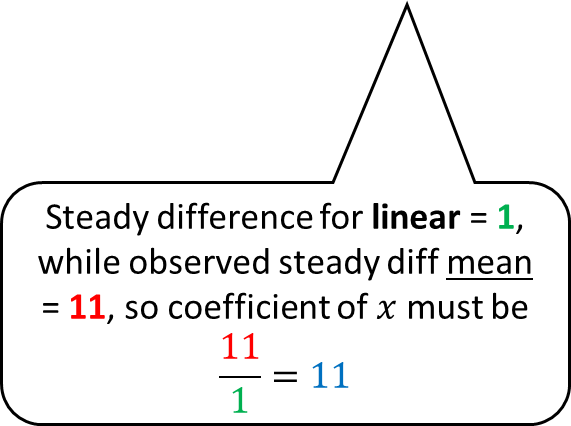 Steady difference for linear = 1,
while observed steady diff mean
= 11, so coefficient of 𝑥 must be
11/1 = 11